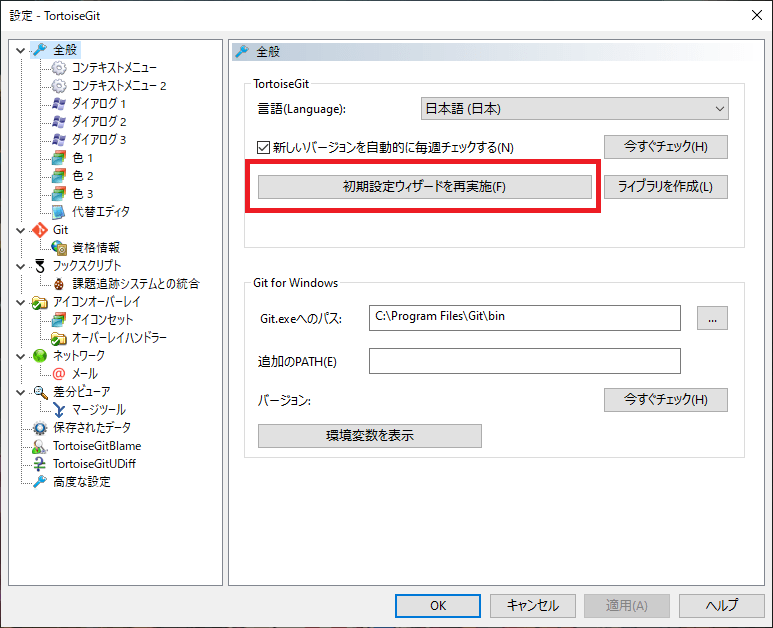 設定 - TortoiseGit
全般
コンテキストメニュー
コンテキストメニュー 2
ダイアログ 1
ダイアログ 2
ダイアログ 3
色 1
色 2
色 3
代替エディタ
Git
資格情報
フックスクリプト
課題追跡システムとの統合
アイコンオーバーレイ
アイコンセット
オーバーレイハンドラー
ネットワーク
メール
差分ビューア
マージツール
保存されたデータ
TortoiseGitBlame
TortoiseGitUDiff
高度な設定
全般
TortoiseGit
言語(Language):
日本語 (日本)
新しいバージョンを自動的に毎週チェックする(N)
今すぐチェック(H)
初期設定ウィザードを再実施(F)
ライブラリを作成(L)
Git for Windows
Git.exeへのパス:
C:\Program Files\Git\bin
...
追加のPATH(E)
バージョン:
今すぐチェック(H)
環境変数を表示
OK
キャンセル
適用(A)
ヘルプ